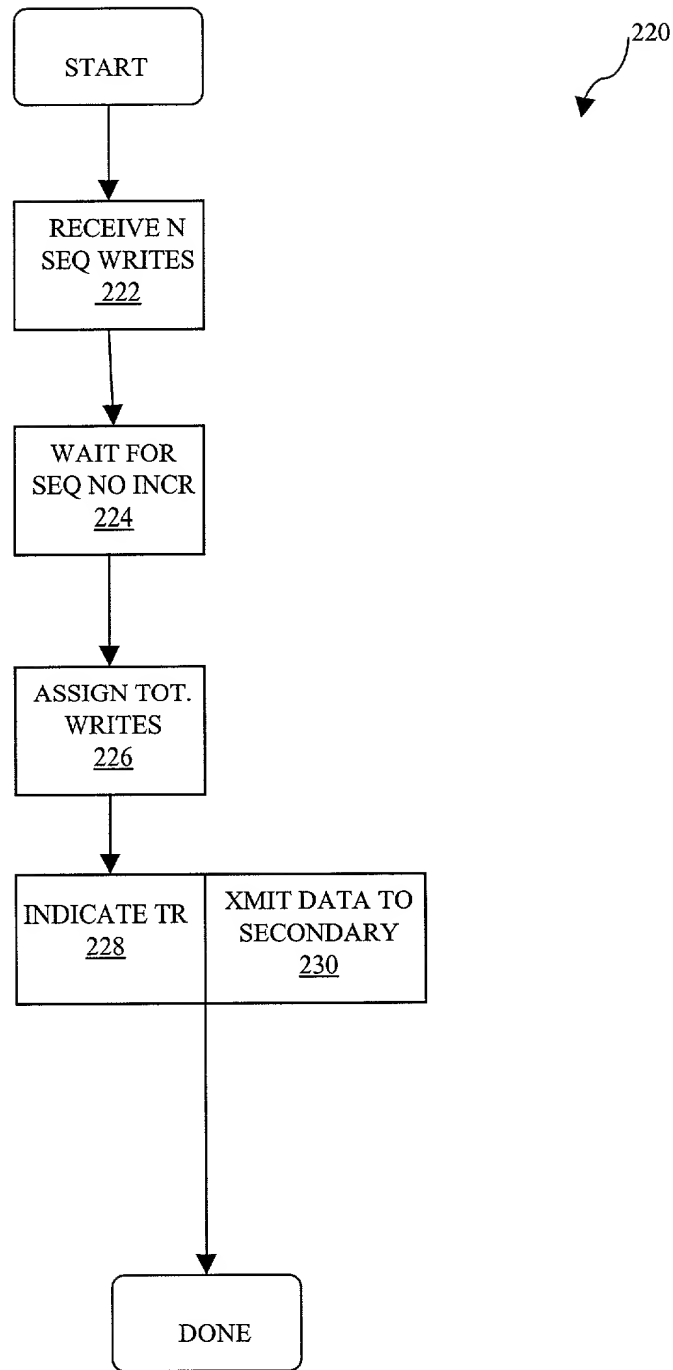 START
220
RECEIVE N
SEQ WRITES
222
WAIT FOR
SEQ NO INCR
224
ASSIGN TOT.
WRITES
226
INDICATE TR
228
XMIT DATA TO
SECONDARY
230
DONE